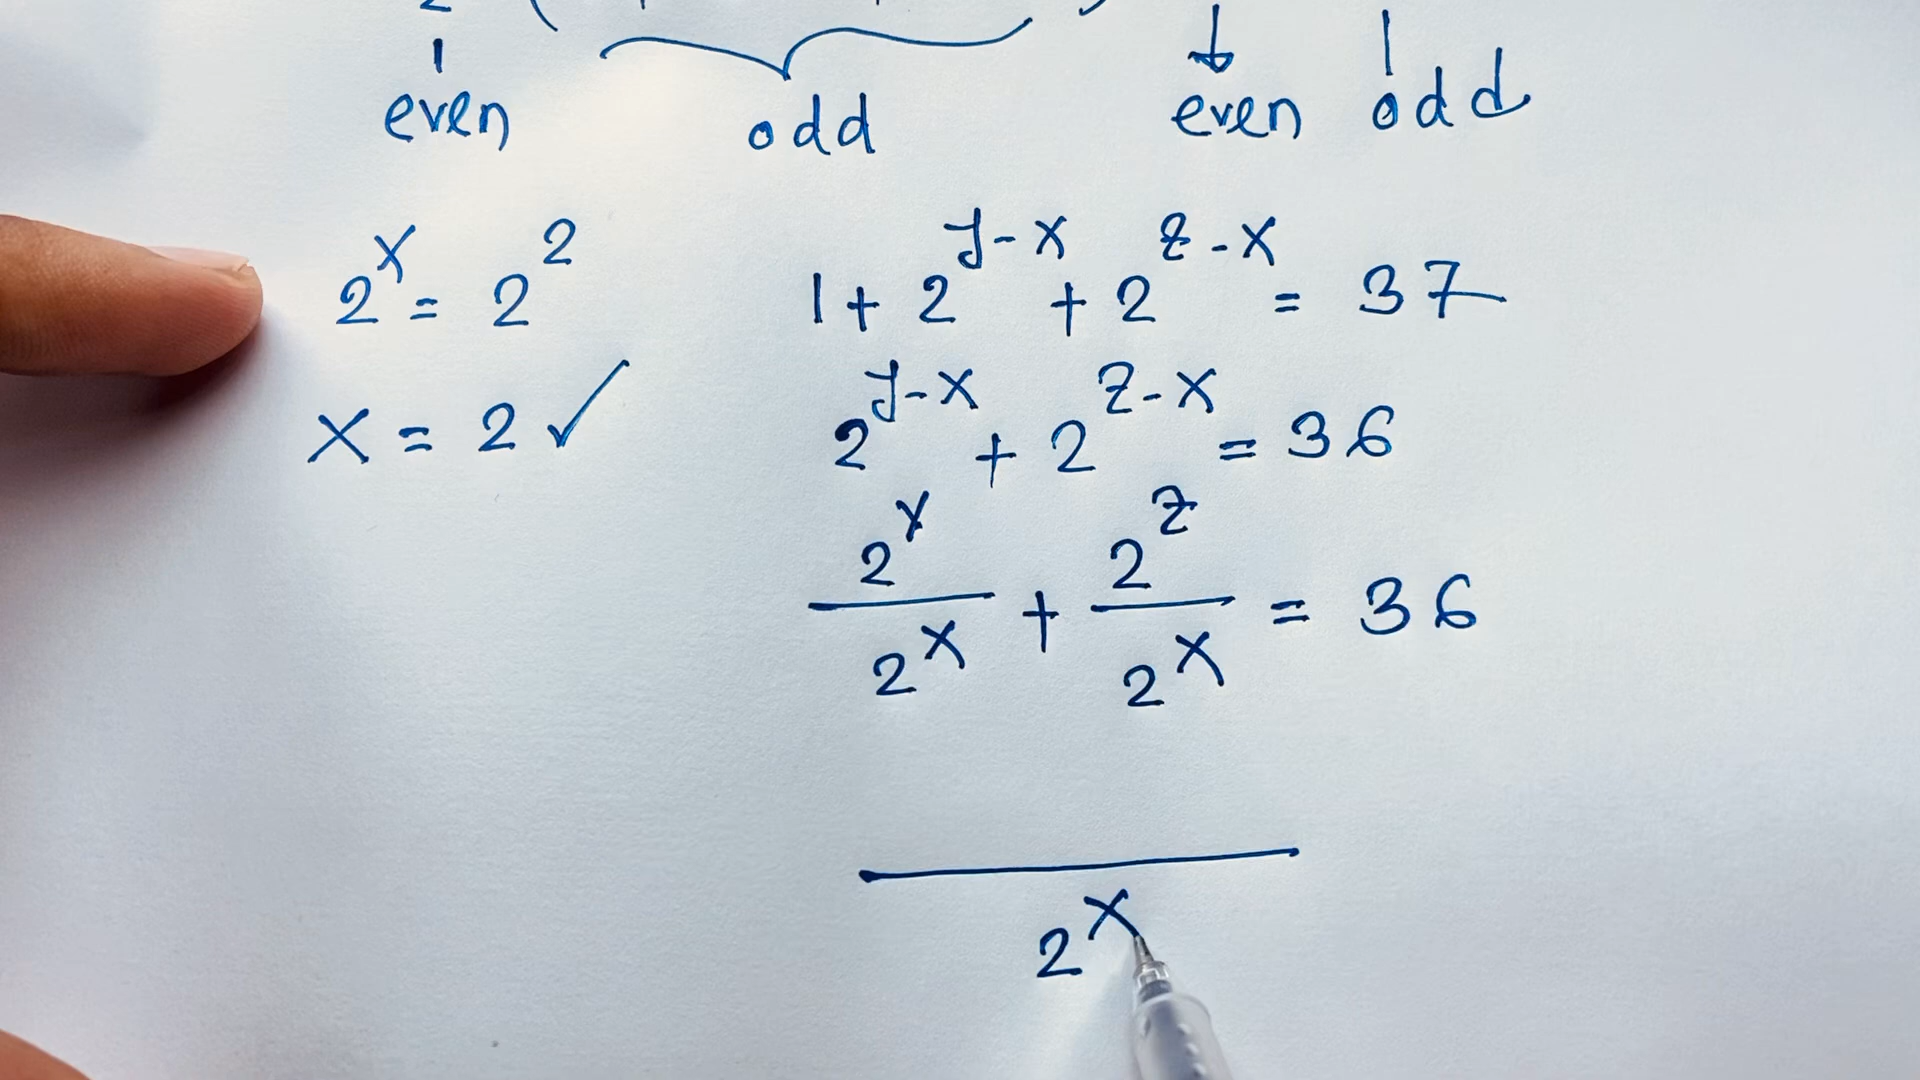 even odd even odd
2^x = 2^2
1 + 2^(y-x) + 2^(z-x) = 37
x = 2 ✓
2^(y-x) + 2^(z-x) = 36
2^y/2^x + 2^z/2^x = 36
2^x